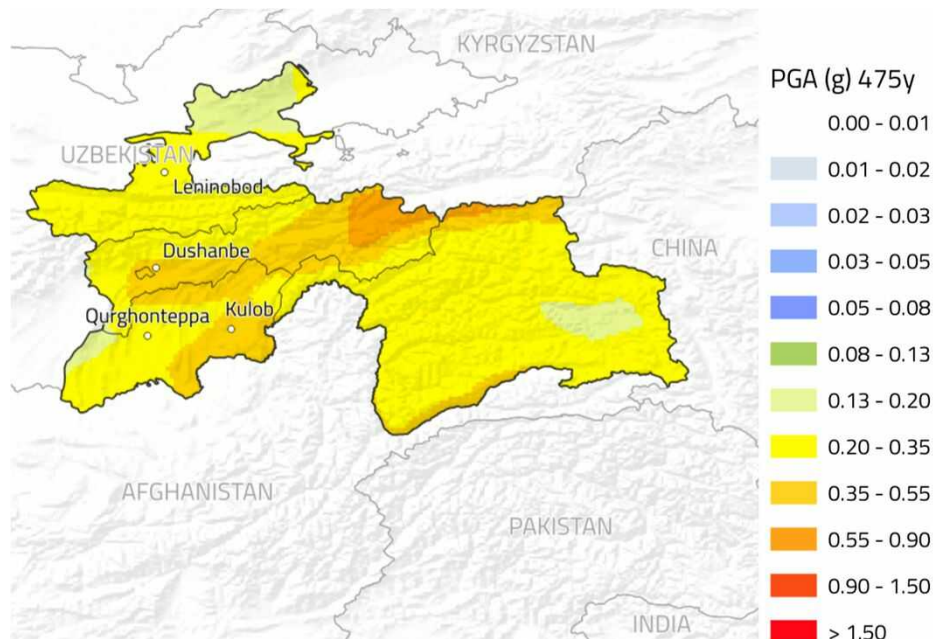 KYRGYZSTAN
UZBEKISTAN
Leninobod
Dushanbe
CHINA
Qurghonteppa
Kulob
AFGHANISTAN
PAKISTAN
INDIA
PGA (g) 475y
0.00 - 0.01
0.01 - 0.02
0.02 - 0.03
0.03 - 0.05
0.05 - 0.08
0.08 - 0.13
0.13 - 0.20
0.20 - 0.35
0.35 - 0.55
0.55 - 0.90
0.90 - 1.50
> 1.50